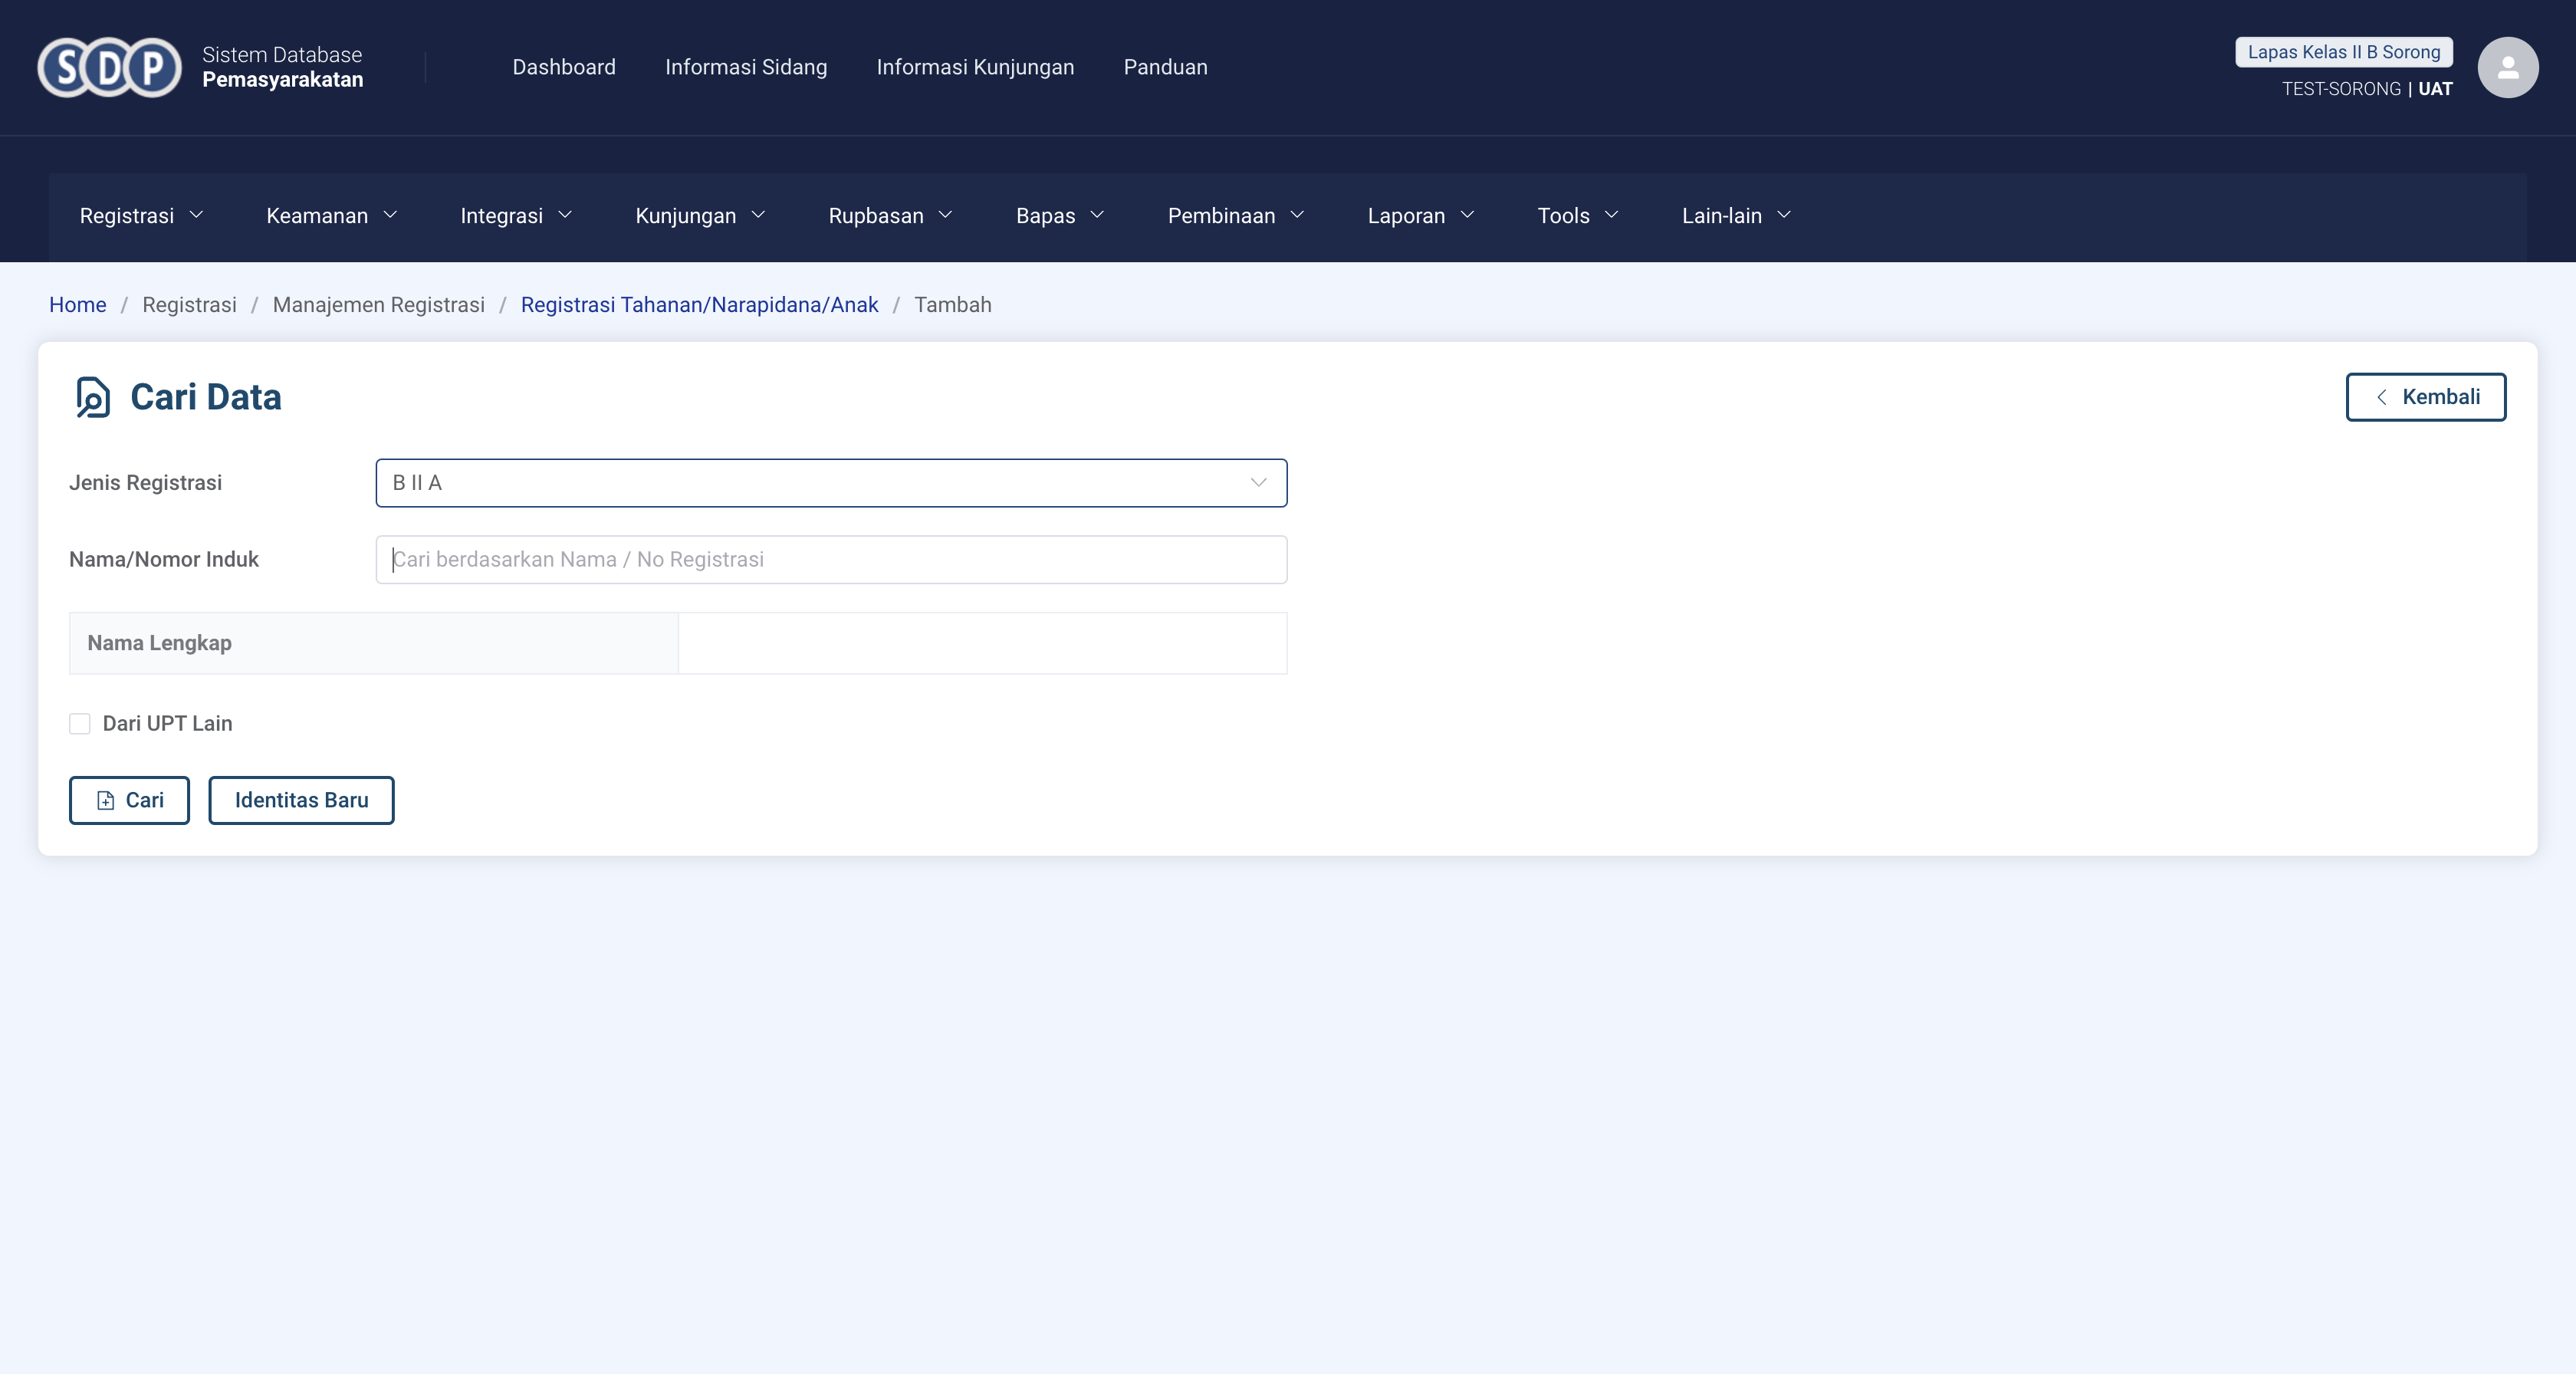 SDP
Sistem Database
Pemasyarakatan
Dashboard
Informasi Sidang
Informasi Kunjungan
Panduan
Lapas Kelas II B Sorong
TEST-SORONG | UAT
Registrasi
Keamanan
Integrasi
Kunjungan
Rupbasan
Bapas
Pembinaan
Laporan
Tools
Lain-lain
Home / Registrasi / Manajemen Registrasi / Registrasi Tahanan/Narapidana/Anak / Tambah
Cari Data
Kembali
Jenis Registrasi
B II A
Nama/Nomor Induk
Cari berdasarkan Nama / No Registrasi
Nama Lengkap
Dari UPT Lain
Cari
Identitas Baru